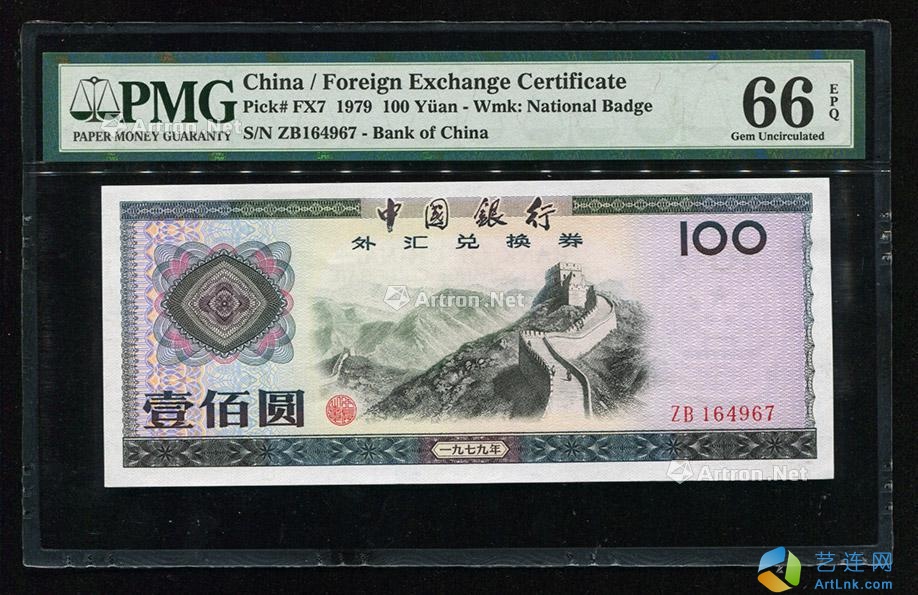 PMG
PAPER MONEY GUARANTY
China / Foreign Exchange Certificate
Pick# FX7 1979 100 Yüan - Wmk: National Badge
S/N ZB164967 - Bank of China
66
EPQ
Gem Uncirculated
中國銀行
外汇兑换券
100
Artron.Net
壹佰圆
ZB 164967
一九七九年
Artron.Net
艺连网
ArtLnk.com